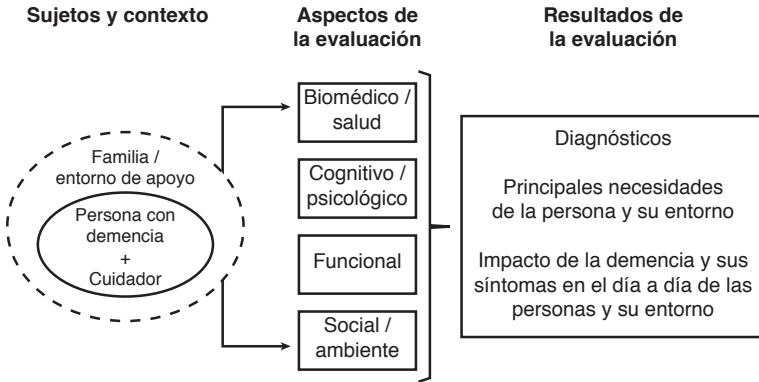 Sujetos y contexto
Aspectos de
la evaluación
Resultados de
la evaluación
Familia /
entorno de apoyo
Persona con
demencia
+
Cuidador
Biomédico /
salud
Cognitivo /
psicológico
Funcional
Social /
ambiente
Diagnósticos
Principales necesidades
de la persona y su entorno
Impacto de la demencia y sus
síntomas en el día a día de las
personas y su entorno